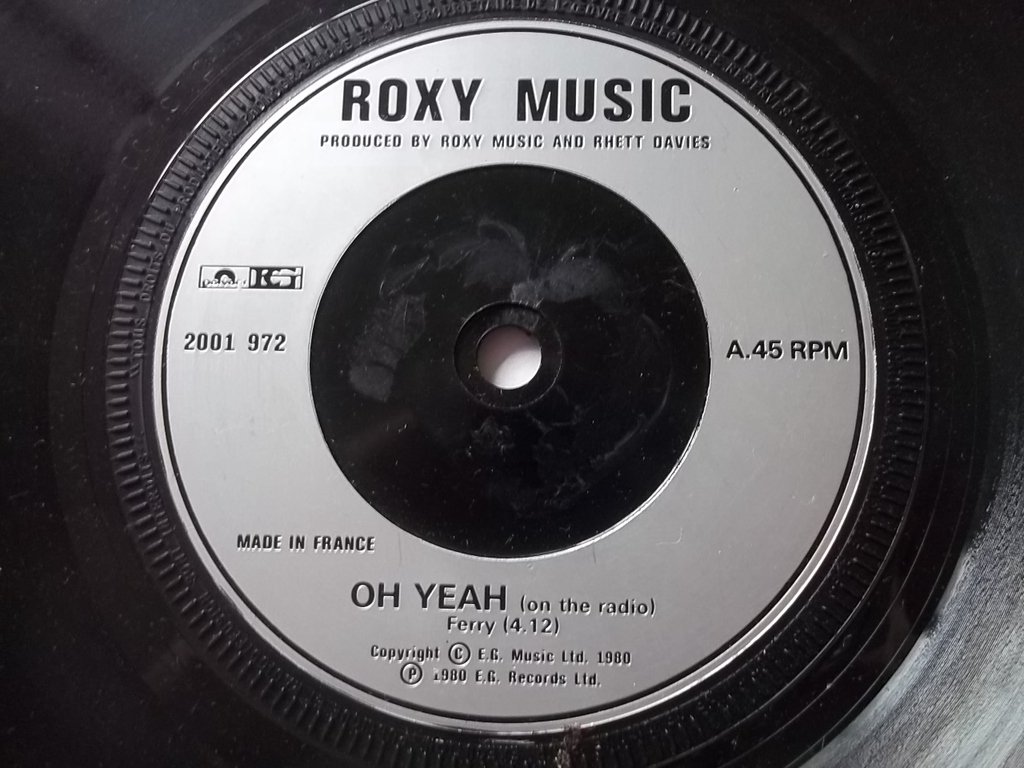 ROXY MUSIC
PRODUCED BY ROXY MUSIC AND RHETT DAVIES
EG
2001 972
A.45 RPM
MADE IN FRANCE
OH YEAH (on the radio)
Ferry (4.12)
Copyright © E.G. Music Ltd. 1980
℗ 1980 E.G. Records Ltd.